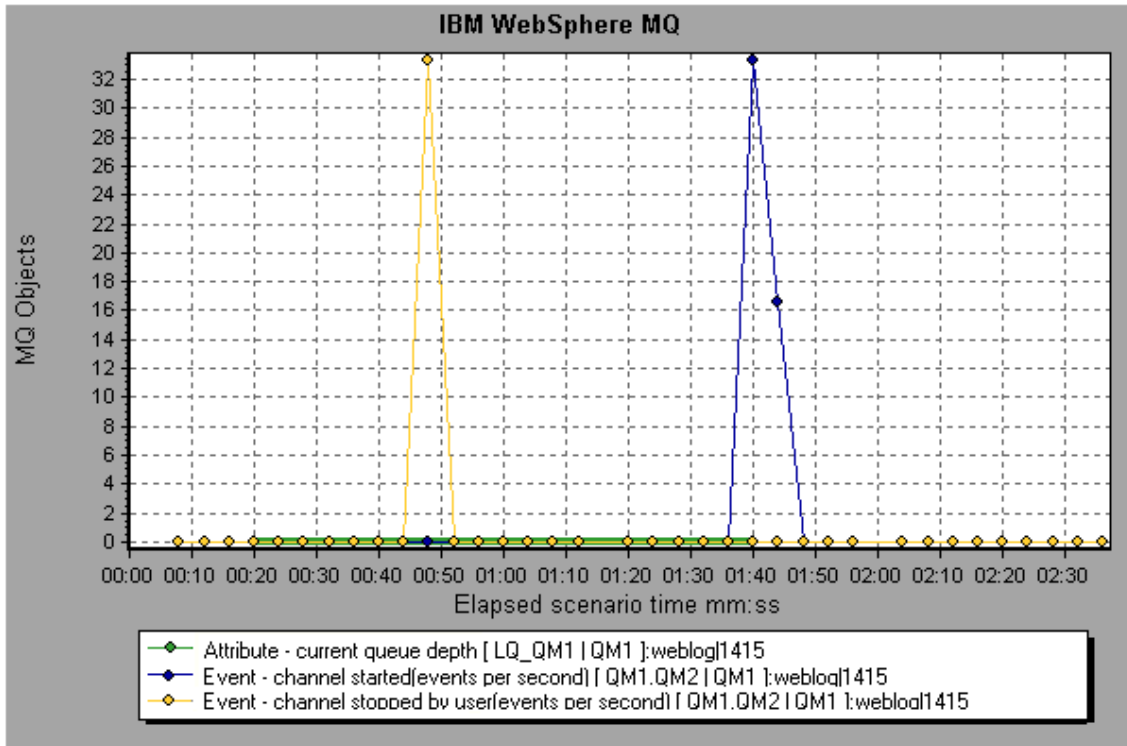 IBM WebSphere MQ
MQ Objects
32
30
28
26
24
22
20
18
16
14
12
10
8
6
4
2
0
00:00 00:10 00:20 00:30 00:40 00:50 01:00 01:10 01:20 01:30 01:40 01:50 02:00 02:10 02:20 02:30
Elapsed scenario time mm:ss
Attribute - current queue depth [ LQ_QM1 | QM1 ]:weblog|1415
Event - channel started(events per second) [ QM1.QM2 | QM1 ]:weblog|1415
Event - channel stopped by user(events per second) [ QM1.QM2 | QM1 ]:weblog|1415